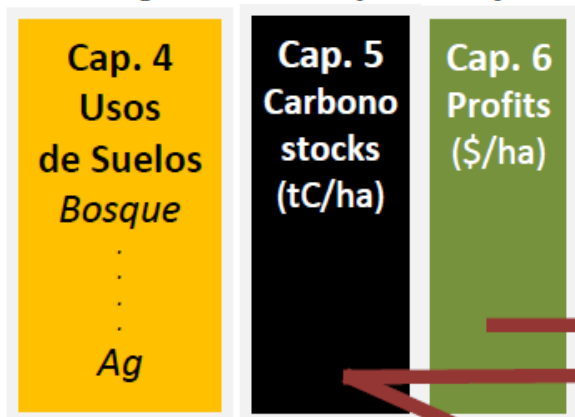 Cap. 4
Usos
de Suelos
Bosque
.
.
.
.
Ag
Cap. 5
Carbono
stocks
(tC/ha)
Cap. 6
Profits
($/ha)